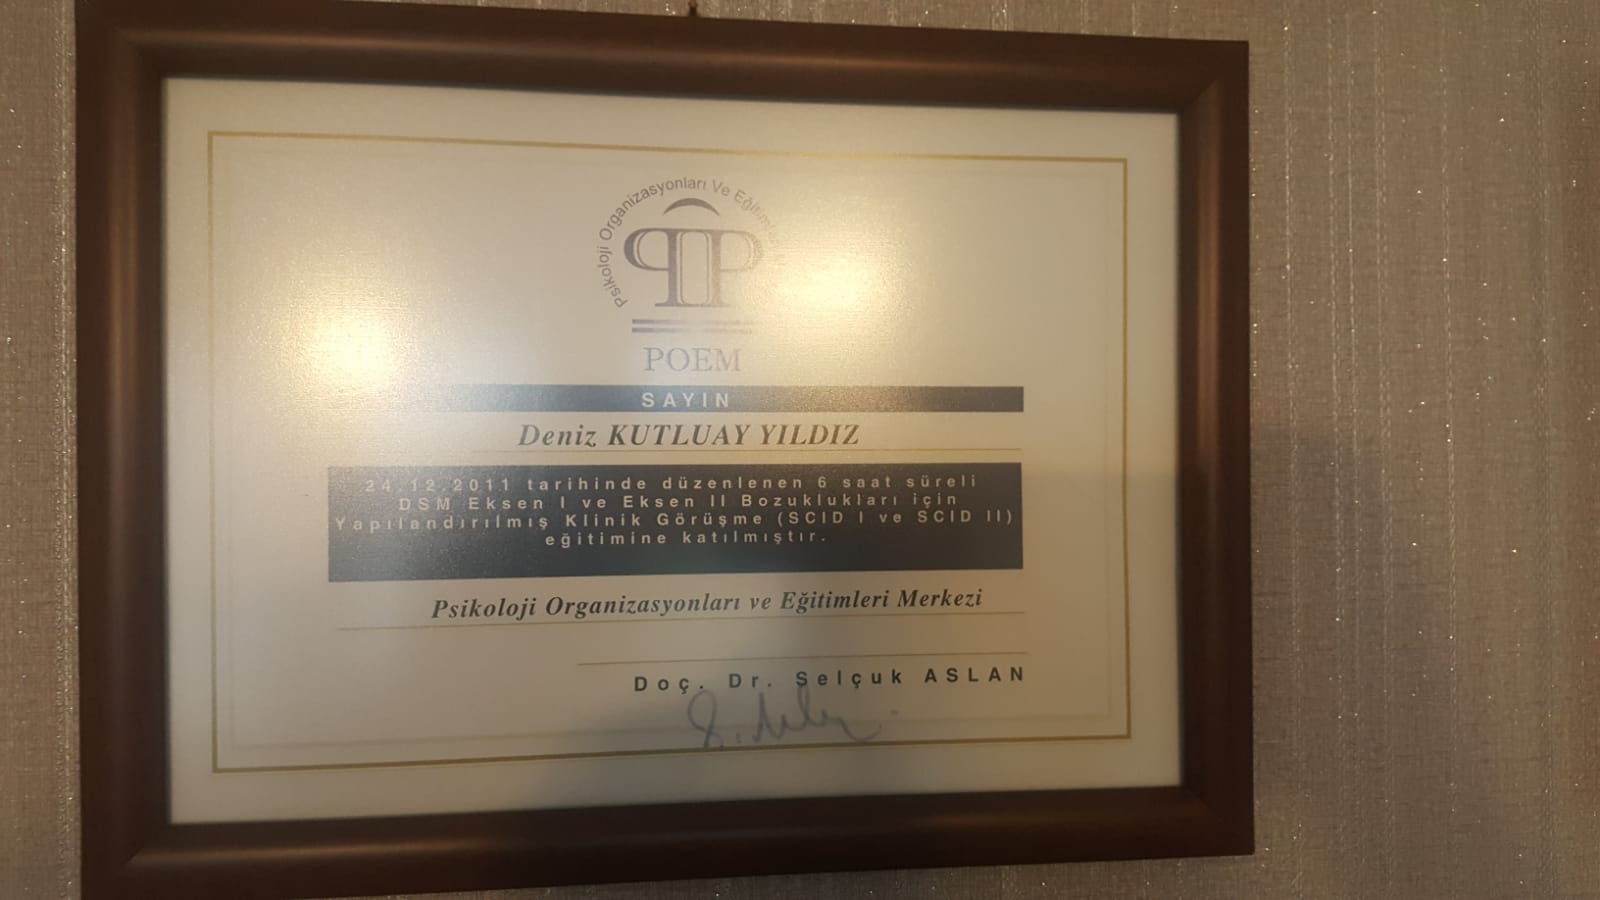 Psikoloji Organizasyonları Ve
POEM
SAYIN
Deniz KUTLUAY YILDIZ
24.12.2011 tarihinde düzenlenen 6 saat süreli
DSM Eksen I ve Eksen II Bozuklukları için
Yapılandırılmış Klinik Görüşme (SCID I ve SCID II)
eğitimine katılmıştır.
Psikoloji Organizasyonları ve Eğitimleri Merkezi
Doç. Dr. Selçuk ASLAN